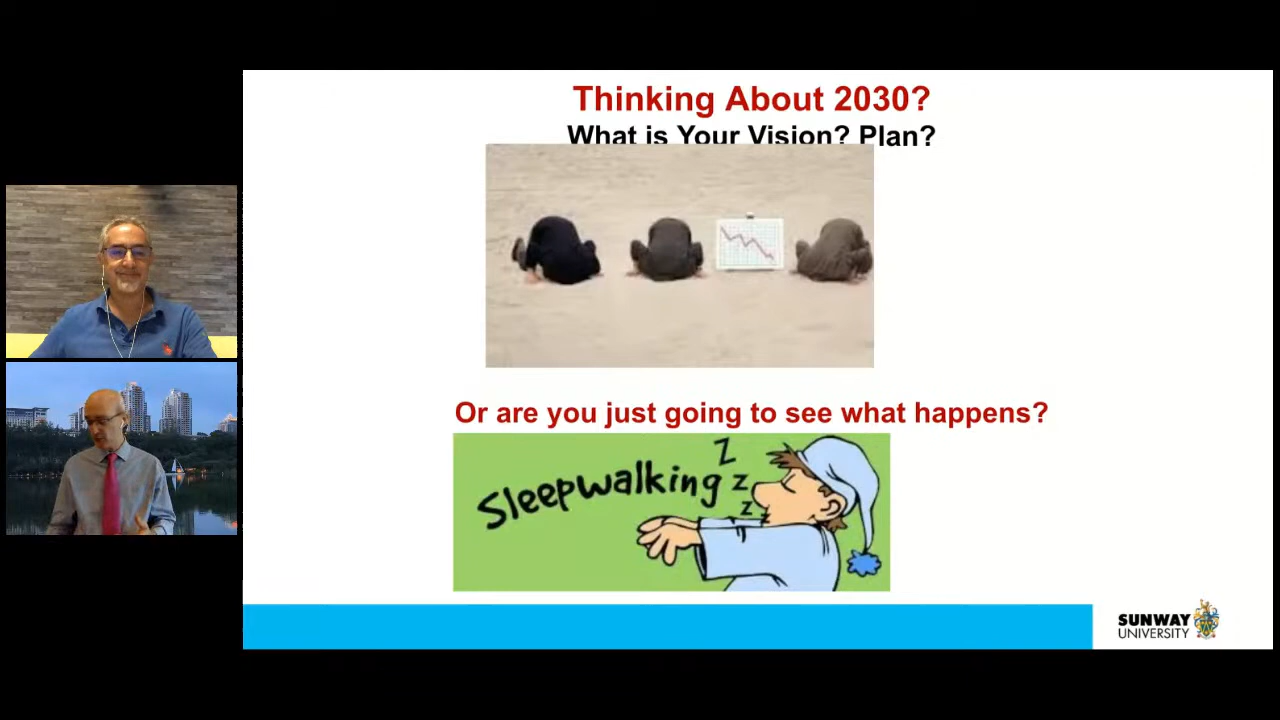 Thinking About 2030?
What is Your Vision? Plan?
Or are you just going to see what happens?
Sleepwalking
Z
Z
Z
Z
SUNWAY
UNIVERSITY